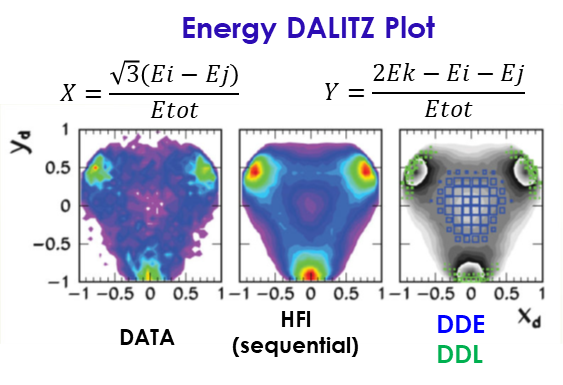 Energy DALITZ Plot
X = √3(Ei − Ej) / Etot
Y = 2Ek − Ei − Ej / Etot
y_d
1
0.5
0
−0.5
−1
−1 −0.5 0 0.5 1
−1 −0.5 0 0.5 1
−1 −0.5 0 0.5 1
x_d
DATA
HFI
(sequential)
DDE
DDL